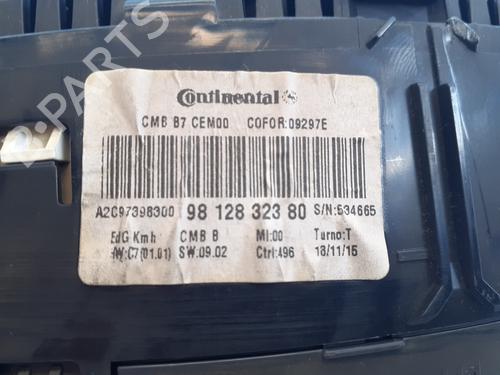 Continental
CMB B7 CEM00 COFOR:09297E
A2C97398300 98 128 323 80 S/N:534665
EdG Kmh CMB B MI:00 Turno:T
HW:C7(01.01) SW:09.02 Ctrl:496 18/11/15
B-PARTS